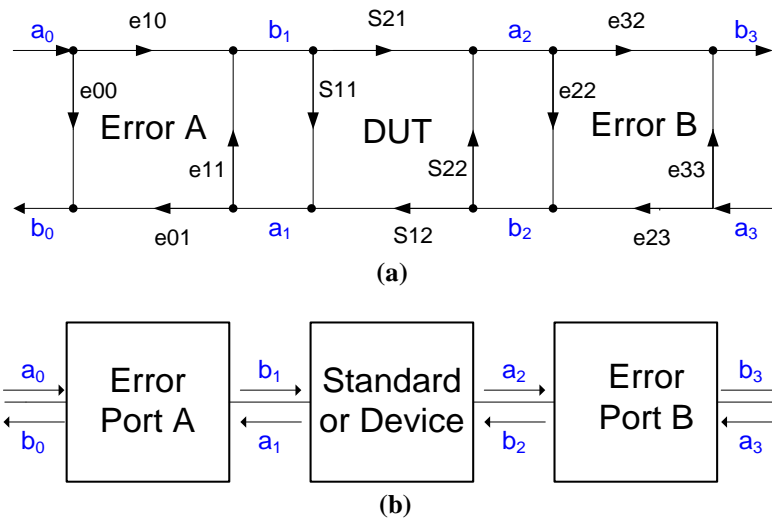 a0 e10 b1 S21 a2 e32 b3
e00 S11 e22
Error A DUT Error B
e11 S22 e33
b0 e01 a1 S12 b2 e23 a3
(a)
a0 b1 a2 b3
Error Port A
Standard or Device
Error Port B
b0 a1 b2 a3
(b)